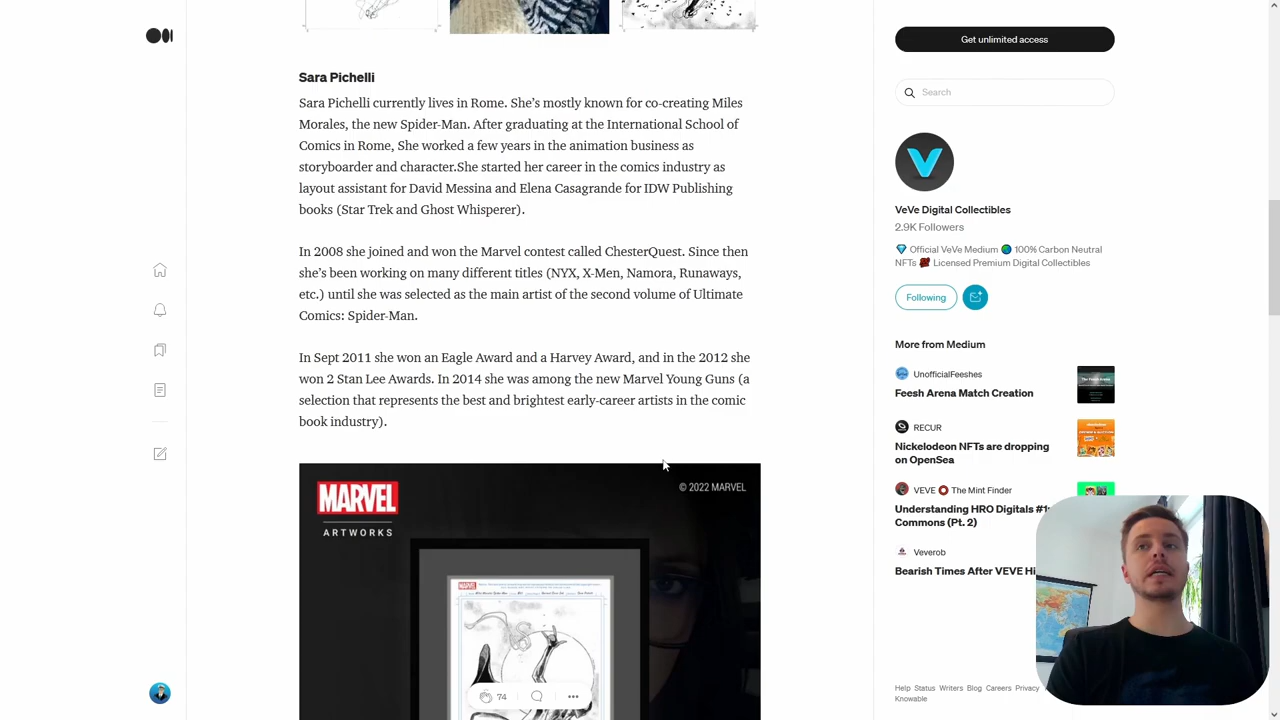 Sara Pichelli
Sara Pichelli currently lives in Rome. She's mostly known for co-creating Miles
Morales, the new Spider-Man. After graduating at the International School of
Comics in Rome, She worked a few years in the animation business as
storyboarder and character.She started her career in the comics industry as
layout assistant for David Messina and Elena Casagrande for IDW Publishing
books (Star Trek and Ghost Whisperer).
In 2008 she joined and won the Marvel contest called ChesterQuest. Since then
she's been working on many different titles (NYX, X-Men, Namora, Runaways,
etc.) until she was selected as the main artist of the second volume of Ultimate
Comics: Spider-Man.
In Sept 2011 she won an Eagle Award and a Harvey Award, and in the 2012 she
won 2 Stan Lee Awards. In 2014 she was among the new Marvel Young Guns (a
selection that represents the best and brightest early-career artists in the comic
book industry).
MARVEL
ARTWORKS
© 2022 MARVEL
MARVEL
74
Get unlimited access
Search
VeVe Digital Collectibles
2.9K Followers
Official VeVe Medium 100% Carbon Neutral
NFTs Licensed Premium Digital Collectibles
Following
More from Medium
UnofficialFeeshes
Feesh Arena Match Creation
RECUR
Nickelodeon NFTs are dropping
on OpenSea
VEVE The Mint Finder
Understanding HRO Digitals #1:
Commons (Pt. 2)
Veverob
Bearish Times After VEVE Hi
Help Status Writers Blog Careers Privacy
Knowable